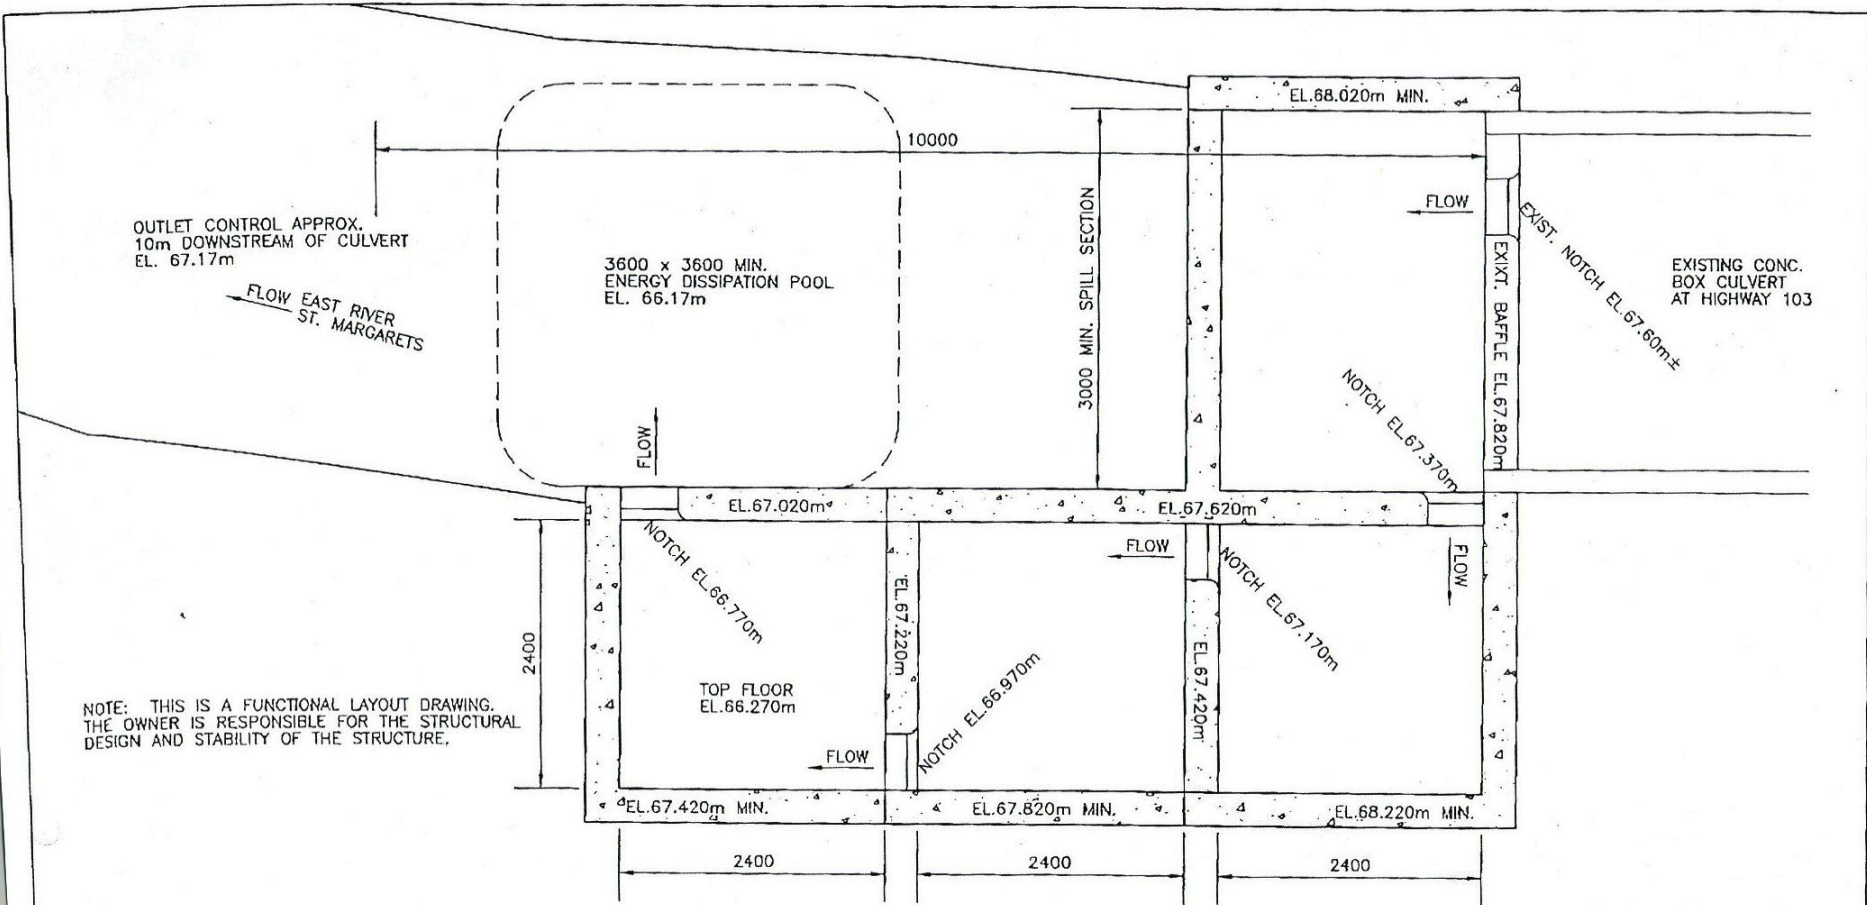 EL.68.020m MIN.
10000
3000 MIN. SPILL SECTION
FLOW
EXIST. NOTCH EL.67.60m±
EXIXT. BAFFLE EL.67.820m
EXISTING CONC.
BOX CULVERT
AT HIGHWAY 103
OUTLET CONTROL APPROX.
10m DOWNSTREAM OF CULVERT
EL. 67.17m
FLOW EAST RIVER
ST. MARGARETS
3600 x 3600 MIN.
ENERGY DISSIPATION POOL
EL. 66.17m
NOTCH EL.67.370m
FLOW
EL.67.020m
EL.67.620m
NOTCH EL.66.770m
EL.67.220m
FLOW
NOTCH EL.67.170m
FLOW
2400
TOP FLOOR
EL.66.270m
NOTCH EL.66.970m
EL.67.420m
FLOW
NOTE: THIS IS A FUNCTIONAL LAYOUT DRAWING.
THE OWNER IS RESPONSIBLE FOR THE STRUCTURAL
DESIGN AND STABILITY OF THE STRUCTURE.
EL.67.420m MIN.
EL.67.820m MIN.
EL.68.220m MIN.
2400
2400
2400